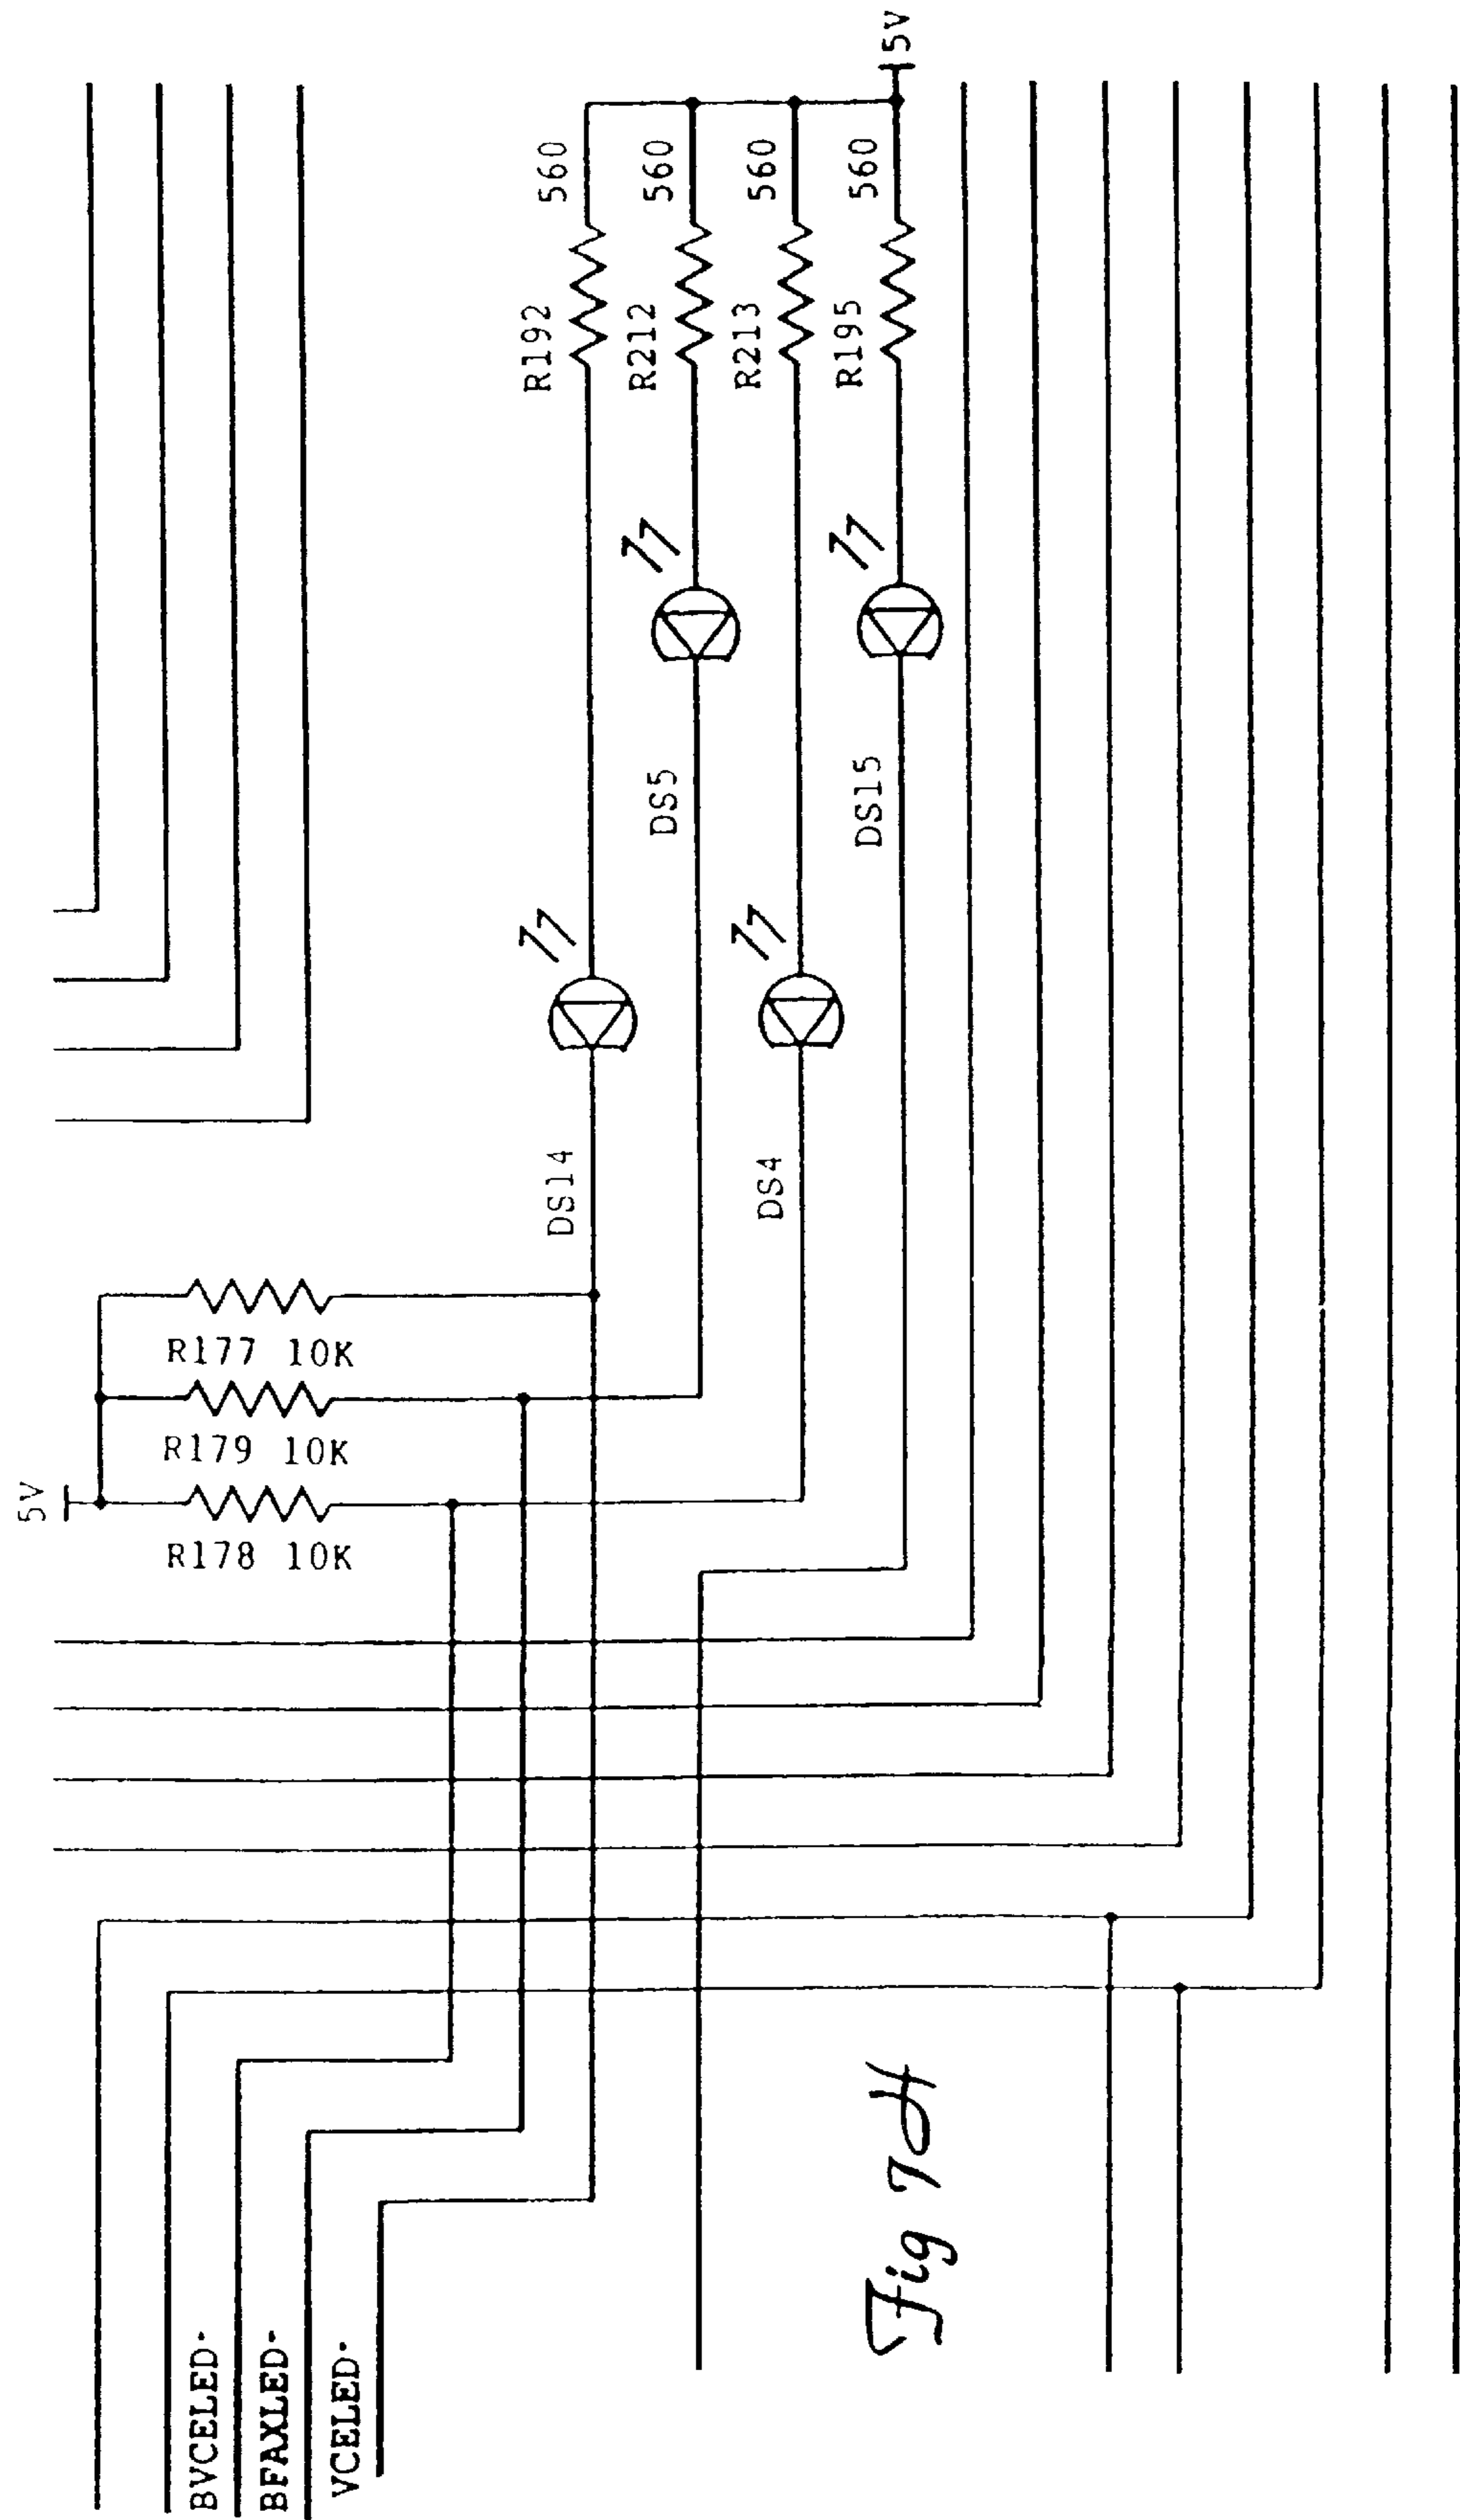 5V
560
560
560
560
R192
R212
R213
R195
DS5
DS15
DS14
DS4
R177 10K
R179 10K
5V
R178 10K
BVCELED-
BFAXLED-
VCELED-
Fig 7H